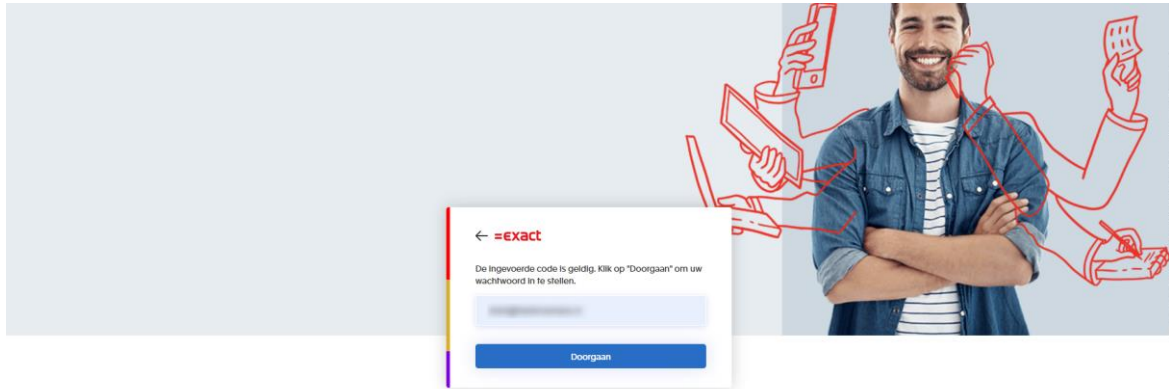 =exact
De ingevoerde code is geldig. Klik op "Doorgaan" om uw
wachtwoord in te stellen.
Doorgaan